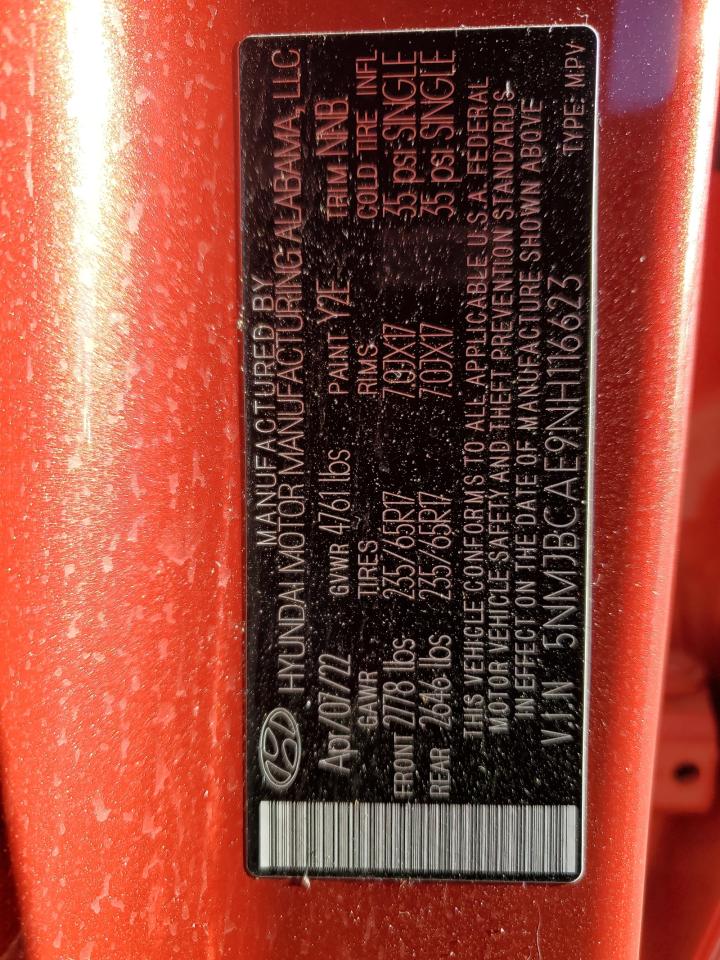 MANUFACTURED BY
HYUNDAI MOTOR MANUFACTURING ALABAMA, LLC
Apr/07/22 GVWR 4761 lbs PAINT Y2E TRIM NNB
GAWR TIRES RIMS COLD TIRE INFL
FRONT 2778 lbs 235/65R17 7.0JX17 35 psi SINGLE
REAR 2646 lbs 235/65R17 7.0JX17 35 psi SINGLE
THIS VEHICLE CONFORMS TO ALL APPLICABLE U.S.A. FEDERAL
MOTOR VEHICLE SAFETY AND THEFT PREVENTION STANDARDS
IN EFFECT ON THE DATE OF MANUFACTURE SHOWN ABOVE
V.I.N 5NMJBCAE9NH116623 TYPE: MPV